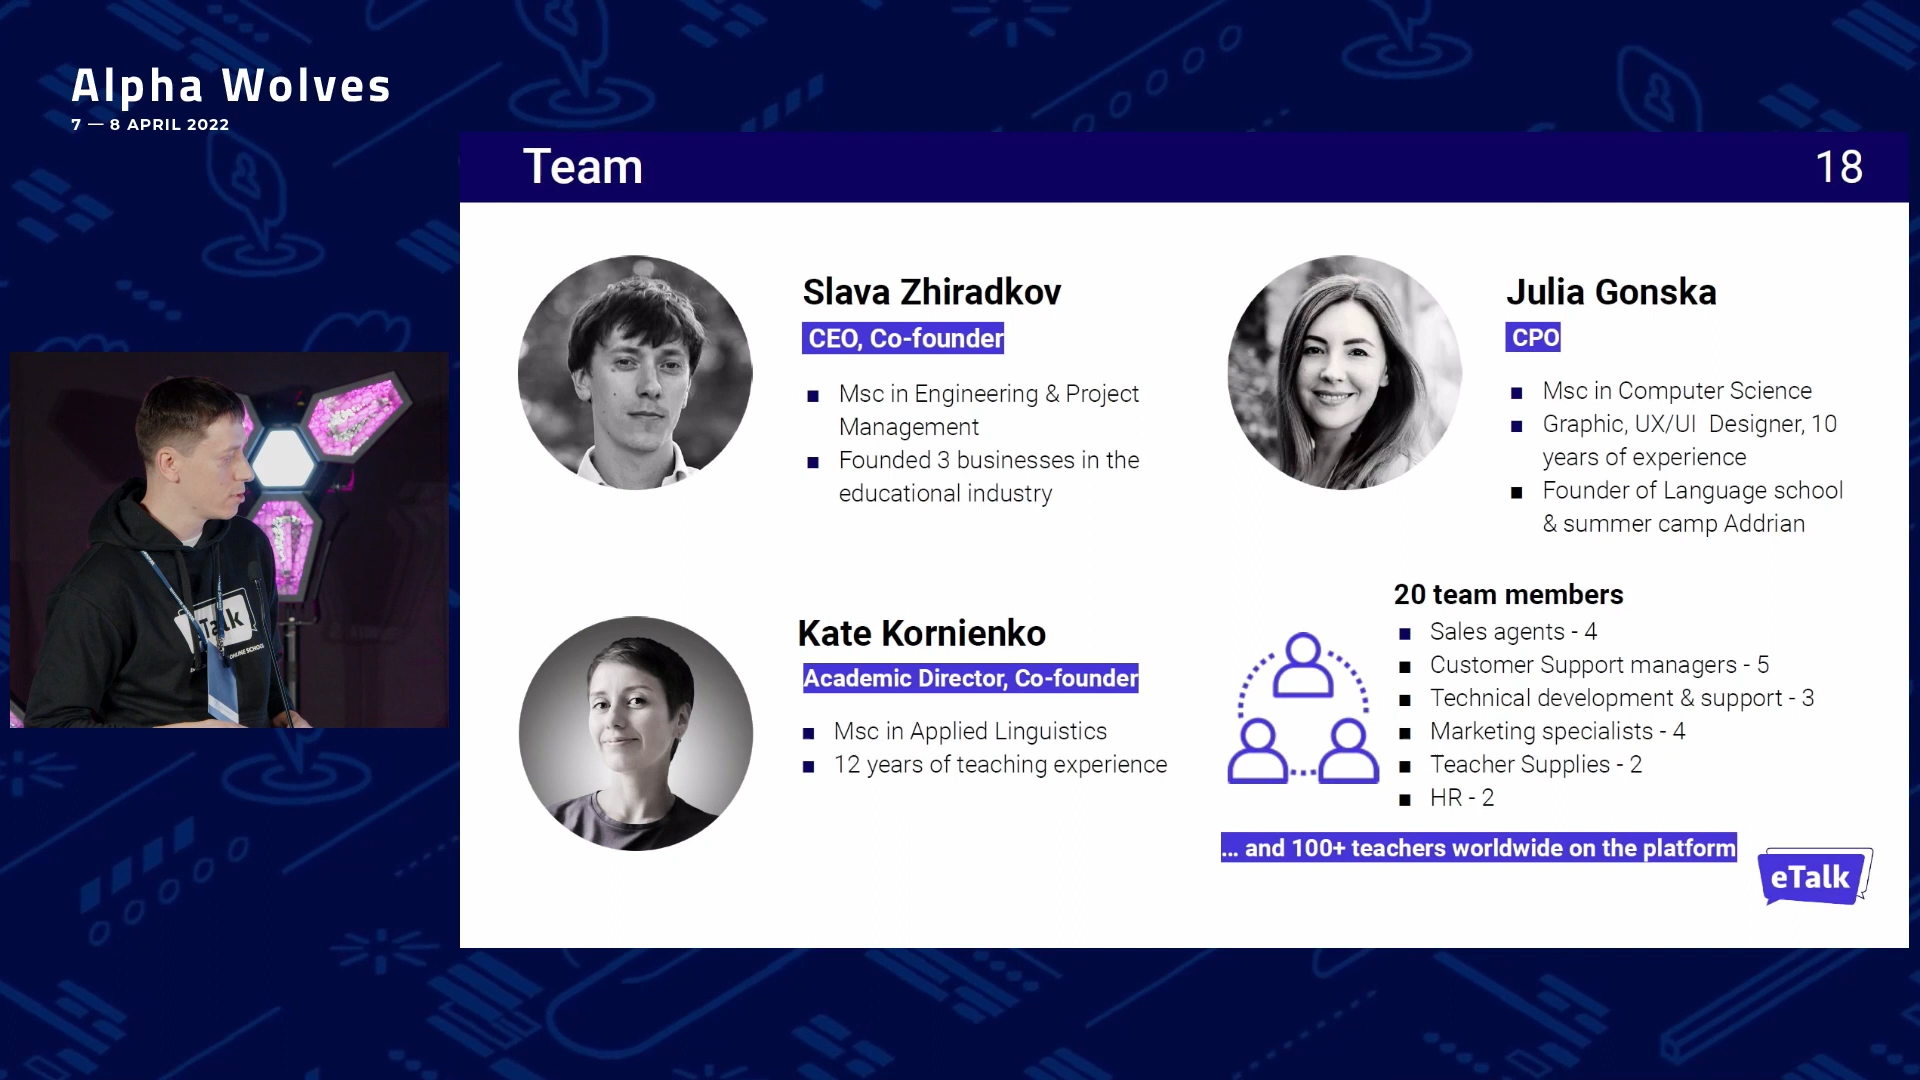 Alpha Wolves
7 — 8 APRIL 2022
Team
18
Slava Zhiradkov
CEO, Co-founder
Msc in Engineering & Project
Management
Founded 3 businesses in the
educational industry
Julia Gonska
CPO
Msc in Computer Science
Graphic, UX/UI Designer, 10
years of experience
Founder of Language school
& summer camp Addrian
Kate Kornienko
Academic Director, Co-founder
Msc in Applied Linguistics
12 years of teaching experience
20 team members
Sales agents - 4
Customer Support managers - 5
Technical development & support - 3
Marketing specialists - 4
Teacher Supplies - 2
HR - 2
... and 100+ teachers worldwide on the platform
eTalk
eTalk
ONLINE SCHOOL